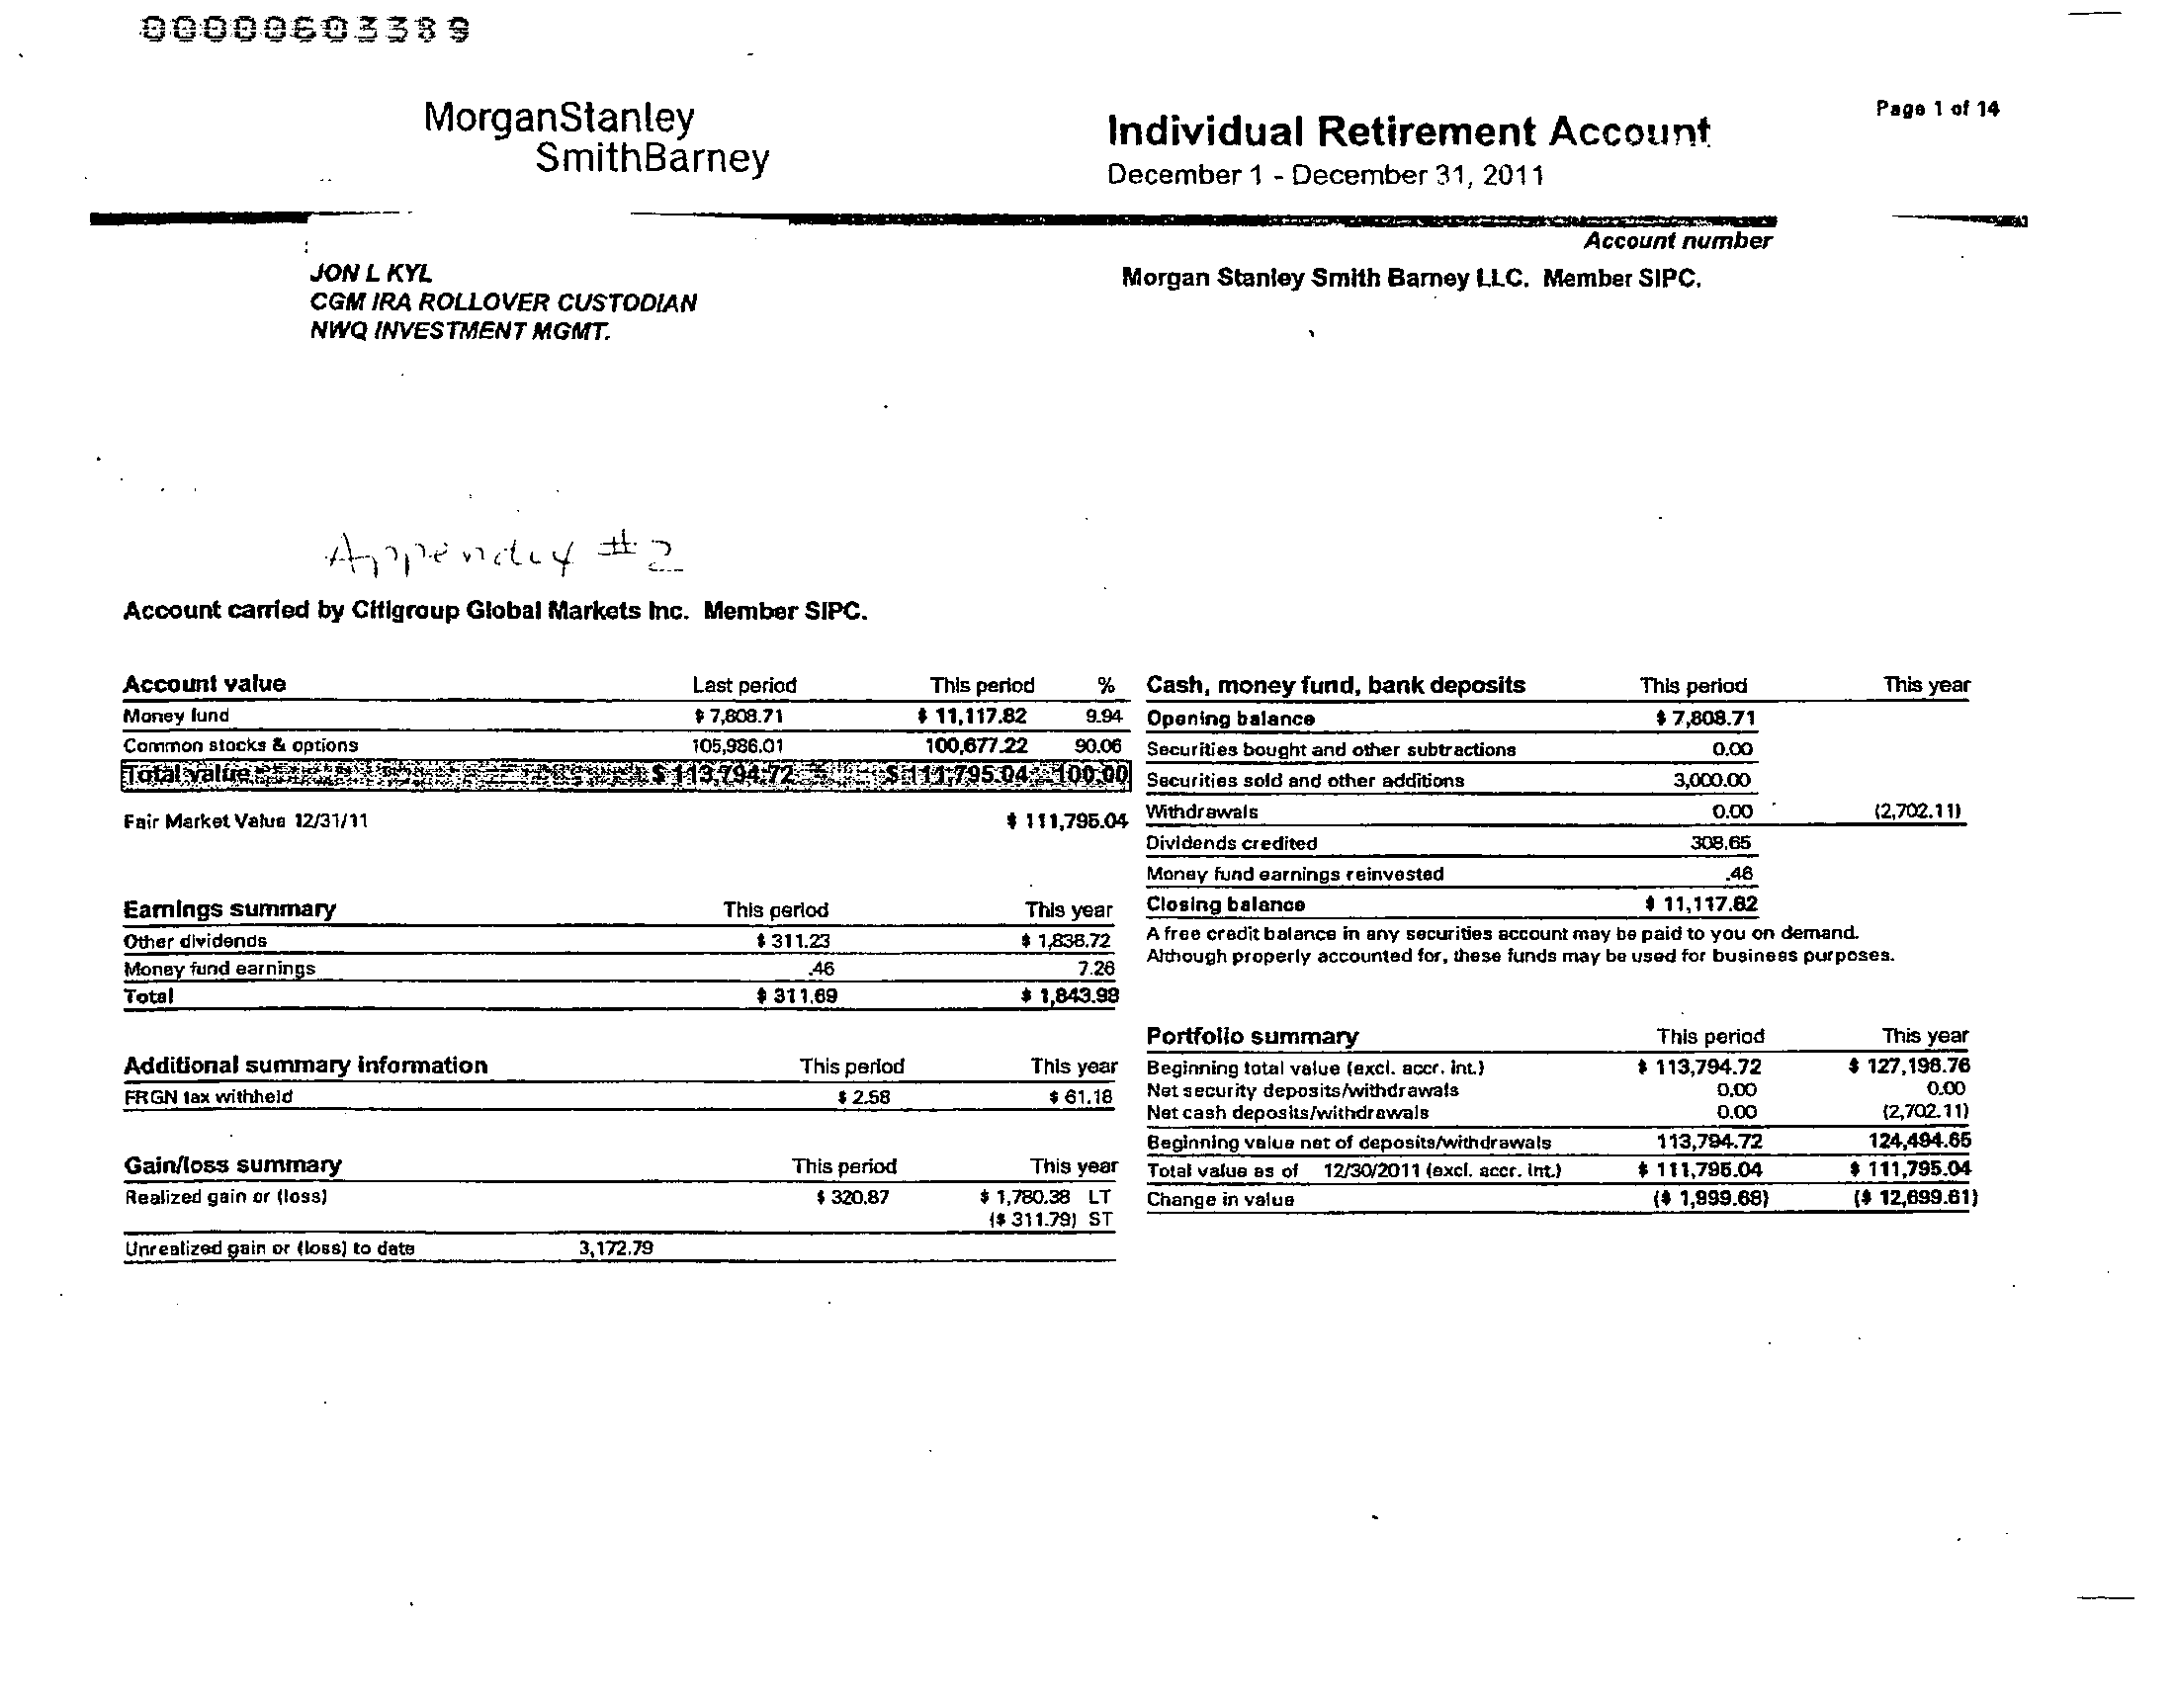 00000603389
MorganStanley
SmithBarney
Individual Retirement Account
December 1 - December 31, 2011
Page 1 of 14
Account number
JON L KYL
CGM IRA ROLLOVER CUSTODIAN
NWQ INVESTMENT MGMT.
Morgan Stanley Smith Barney LLC. Member SIPC.
Appendix #2
Account carried by Citigroup Global Markets Inc. Member SIPC.
Account value Last period This period %
Money fund $ 7,808.71 $ 11,117.82 9.94
Common stocks & options 105,986.01 100,677.22 90.06
Total value $ 113,794.72 $ 111,795.04 100.00
Fair Market Value 12/31/11 $ 111,795.04
Earnings summary This period This year
Other dividends $ 311.23 $ 1,836.72
Money fund earnings .46 7.26
Total $ 311.69 $ 1,843.98
Additional summary information This period This year
FRGN tax withheld $ 2.58 $ 61.18
Gain/loss summary This period This year
Realized gain or (loss) $ 320.87 $ 1,780.38 LT
($ 311.79) ST
Unrealized gain or (loss) to date 3,172.79
Cash, money fund, bank deposits This period This year
Opening balance $ 7,808.71
Securities bought and other subtractions 0.00
Securities sold and other additions 3,000.00
Withdrawals 0.00 (2,702.11)
Dividends credited 308.65
Money fund earnings reinvested .46
Closing balance $ 11,117.82
A free credit balance in any securities account may be paid to you on demand.
Although properly accounted for, these funds may be used for business purposes.
Portfolio summary This period This year
Beginning total value (excl. accr. int.) $ 113,794.72 $ 127,196.76
Net security deposits/withdrawals 0.00 0.00
Net cash deposits/withdrawals 0.00 (2,702.11)
Beginning value net of deposits/withdrawals 113,794.72 124,494.65
Total value as of 12/30/2011 (excl. accr. int.) $ 111,795.04 $ 111,795.04
Change in value ($ 1,999.68) ($ 12,699.61)